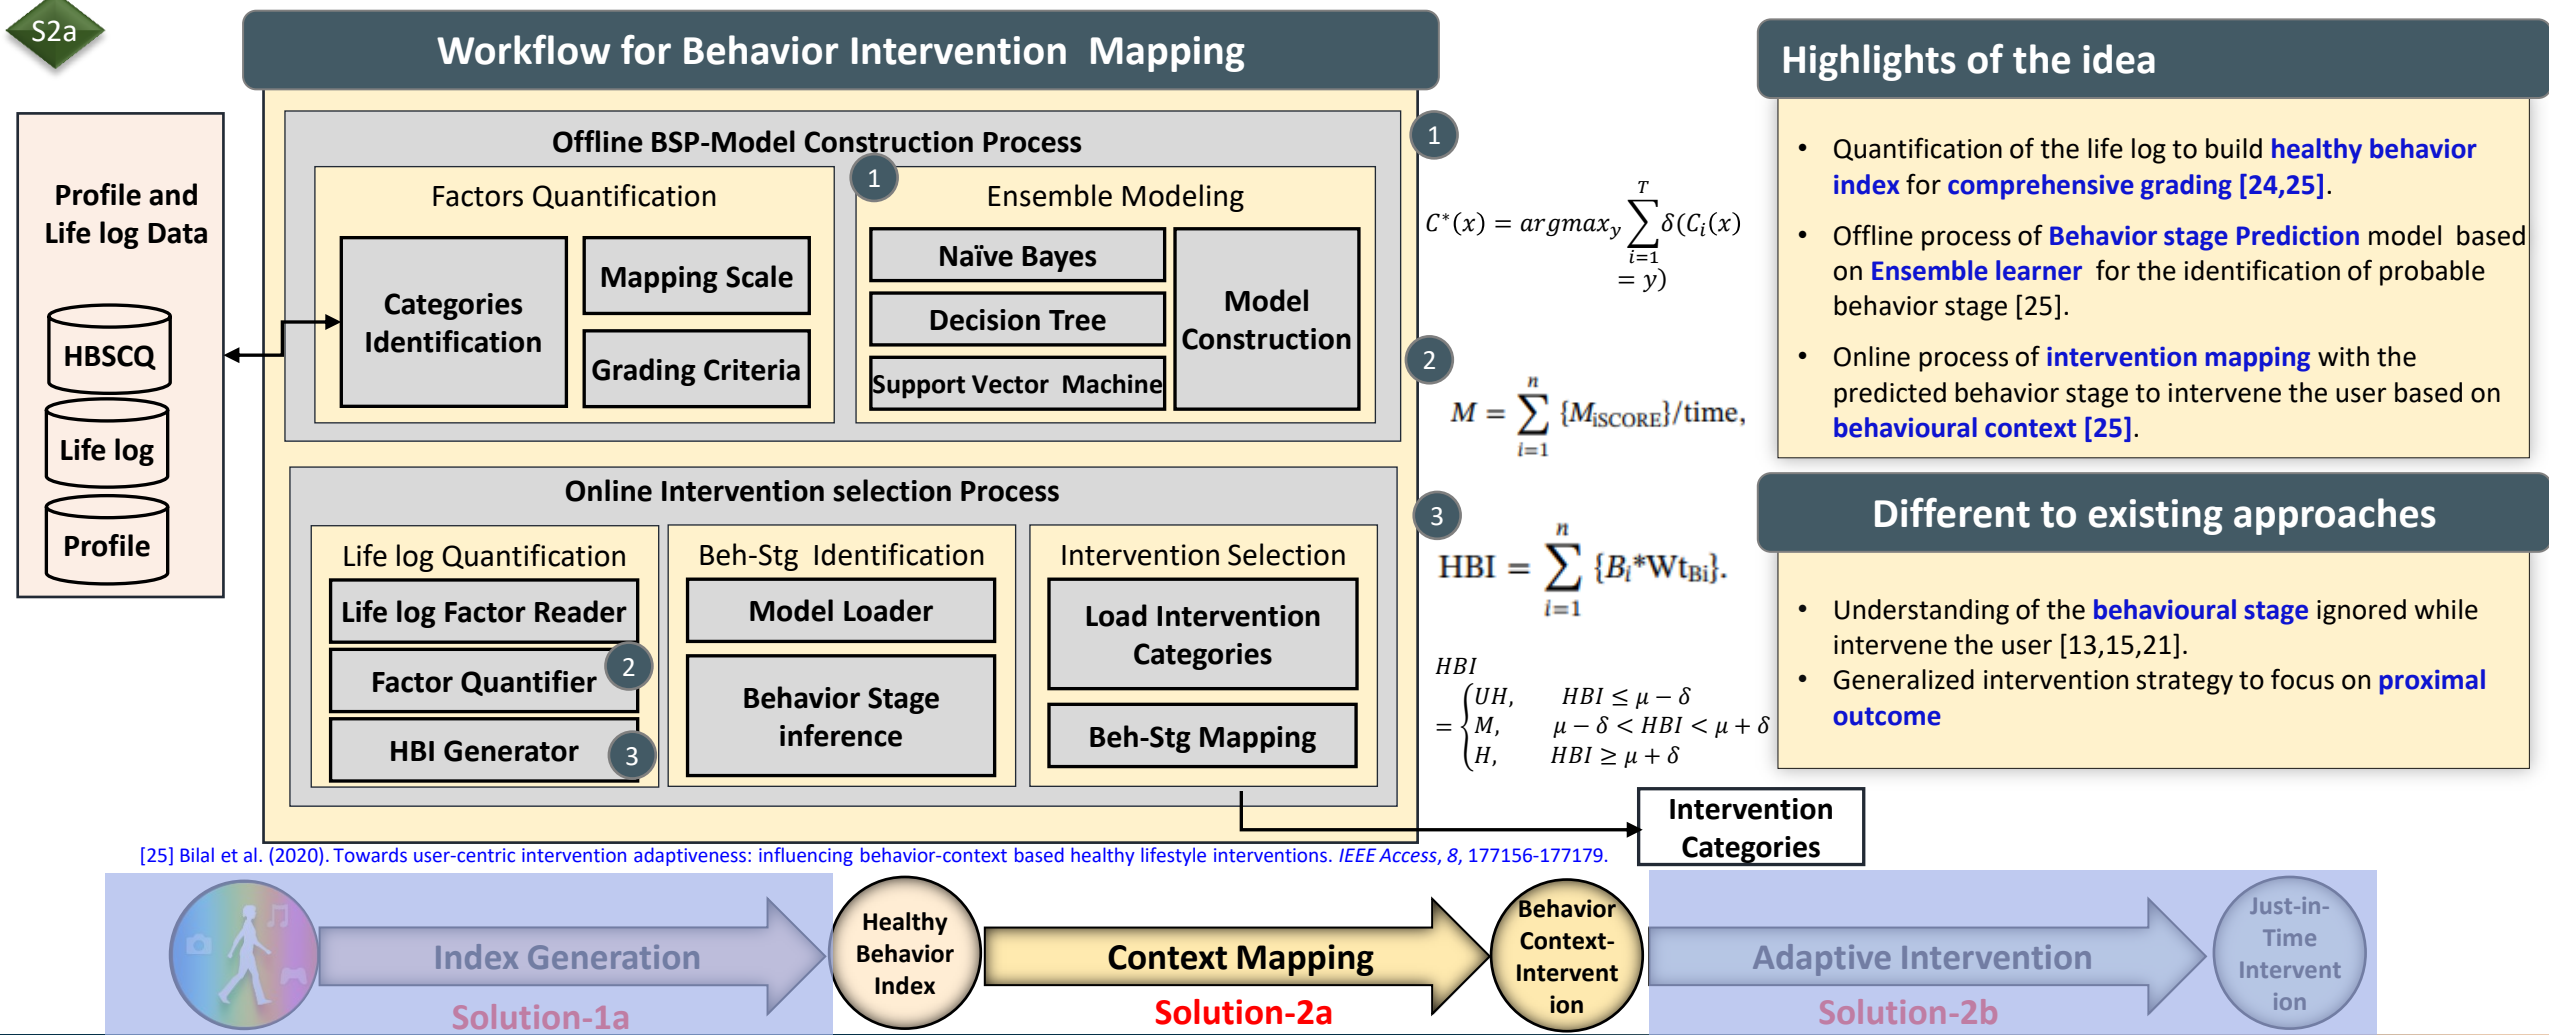 S2a
Workflow for Behavior Intervention Mapping
Profile and
Life log Data
HBSCQ
Life log
Profile
Offline BSP-Model Construction Process
Factors Quantification
Categories
Identification
Mapping Scale
Grading Criteria
1
Ensemble Modeling
Naïve Bayes
Decision Tree
Support Vector Machine
Model
Construction
Online Intervention selection Process
Life log Quantification
Life log Factor Reader
Factor Quantifier
2
HBI Generator
3
Beh-Stg Identification
Model Loader
Behavior Stage
inference
Intervention Selection
Load Intervention
Categories
Beh-Stg Mapping
1
C*(x) = argmax_y ∑_{i=1}^{T} δ(C_i(x)
= y)
2
M = ∑_{i=1}^{n} {M_{iSCORE}}/time,
3
HBI = ∑_{i=1}^{n} {B_i*Wt_{Bi}}.
HBI
= { UH, HBI ≤ μ − δ
M, μ − δ < HBI < μ + δ
H, HBI ≥ μ + δ
Intervention
Categories
Highlights of the idea
• Quantification of the life log to build healthy behavior
index for comprehensive grading [24,25].
• Offline process of Behavior stage Prediction model based
on Ensemble learner for the identification of probable
behavior stage [25].
• Online process of intervention mapping with the
predicted behavior stage to intervene the user based on
behavioural context [25].
Different to existing approaches
• Understanding of the behavioural stage ignored while
intervene the user [13,15,21].
• Generalized intervention strategy to focus on proximal
outcome
[25] Bilal et al. (2020). Towards user-centric intervention adaptiveness: influencing behavior-context based healthy lifestyle interventions. IEEE Access, 8, 177156-177179.
Index Generation
Solution-1a
Healthy
Behavior
Index
Context Mapping
Solution-2a
Behavior
Context-
Intervent
ion
Adaptive Intervention
Solution-2b
Just-in-
Time
Intervent
ion